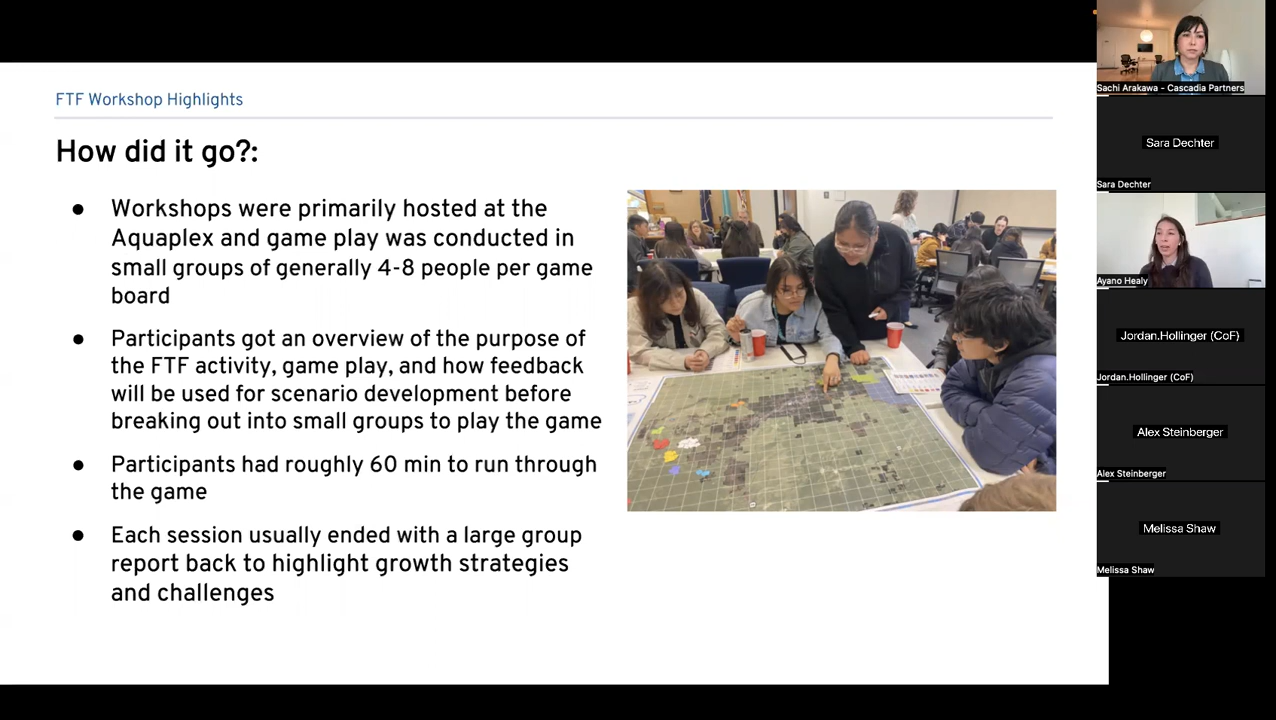 FTF Workshop Highlights
How did it go?:
● Workshops were primarily hosted at the
Aquaplex and game play was conducted in
small groups of generally 4-8 people per game
board
● Participants got an overview of the purpose of
the FTF activity, game play, and how feedback
will be used for scenario development before
breaking out into small groups to play the game
● Participants had roughly 60 min to run through
the game
● Each session usually ended with a large group
report back to highlight growth strategies
and challenges
Sachi Arakawa - Cascadia Partners
Sara Dechter
Sara Dechter
Ayano Healy
Jordan.Hollinger (CoF)
Jordan.Hollinger (CoF)
Alex Steinberger
Alex Steinberger
Melissa Shaw
Melissa Shaw